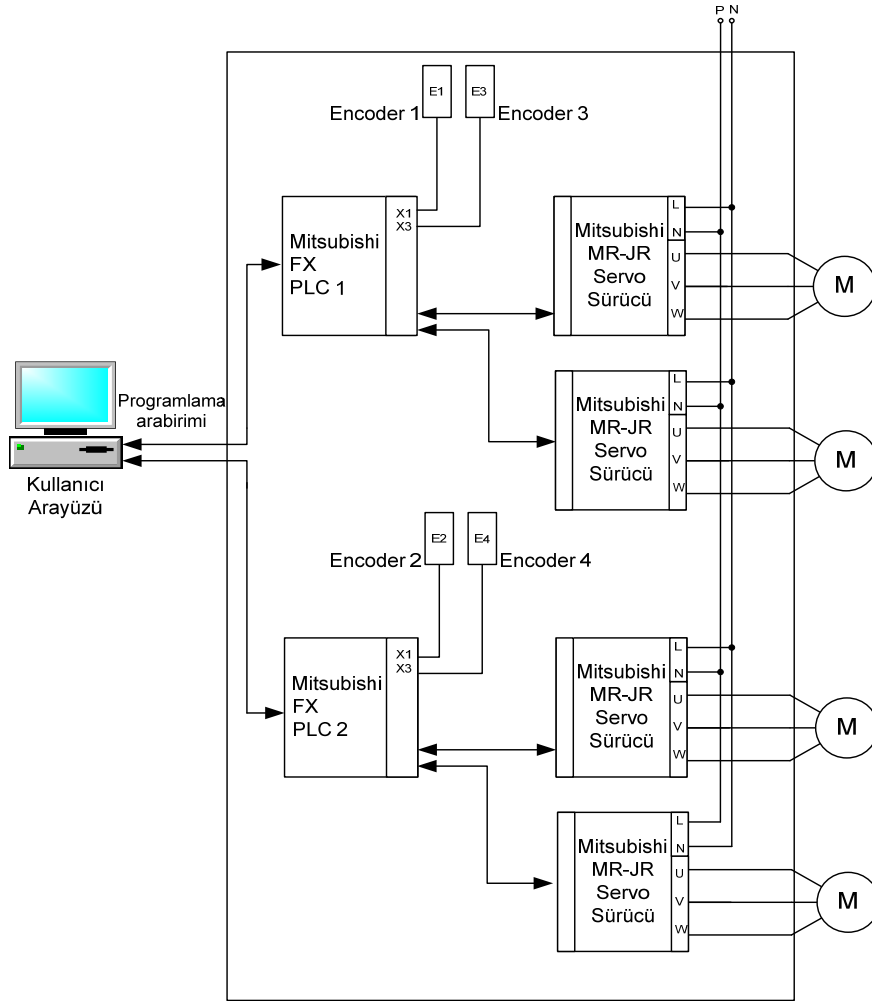 P N
E1
E3
Encoder 1
Encoder 3
X1
X3
Mitsubishi
FX
PLC 1
Mitsubishi
MR-JR
Servo
Sürücü
L
N
U
V
W
M
Mitsubishi
MR-JR
Servo
Sürücü
L
N
U
V
W
M
Programlama
arabirimi
Kullanıcı
Arayüzü
E2
E4
Encoder 2
Encoder 4
X1
X3
Mitsubishi
FX
PLC 2
Mitsubishi
MR-JR
Servo
Sürücü
L
N
U
V
W
M
Mitsubishi
MR-JR
Servo
Sürücü
L
N
U
V
W
M